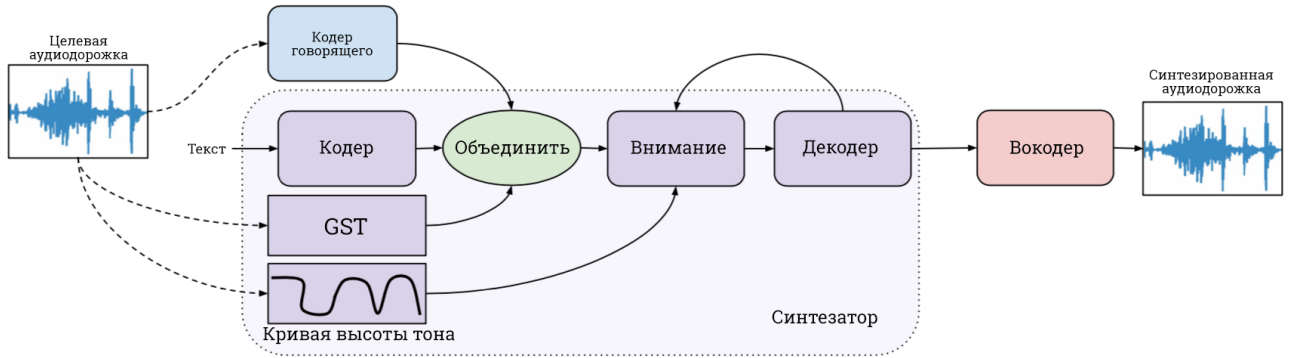 Целевая
аудиодорожка
Кодер
говорящего
Синтезированная
аудиодорожка
Текст
Кодер
Объединить
Внимание
Декодер
Вокодер
GST
Кривая высоты тона
Синтезатор